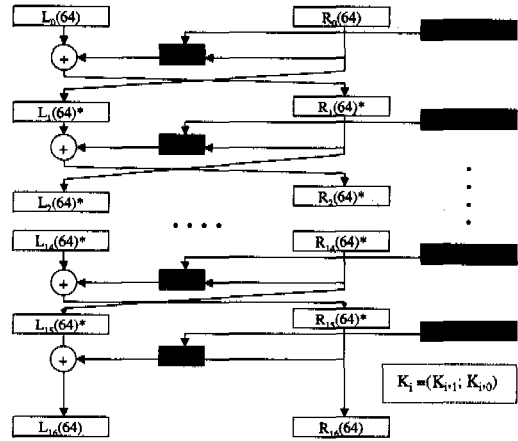 L₀(64) R₀(64)
+
L₁(64)* R₁(64)*
+
L₂(64)* R₂(64)*
L₁₄(64)* R₁₄(64)*
+
L₁₅(64)* R₁₅(64)*
+
Kᵢ =(Kᵢ,₁; Kᵢ,₀)
L₁₆(64) R₁₆(64)